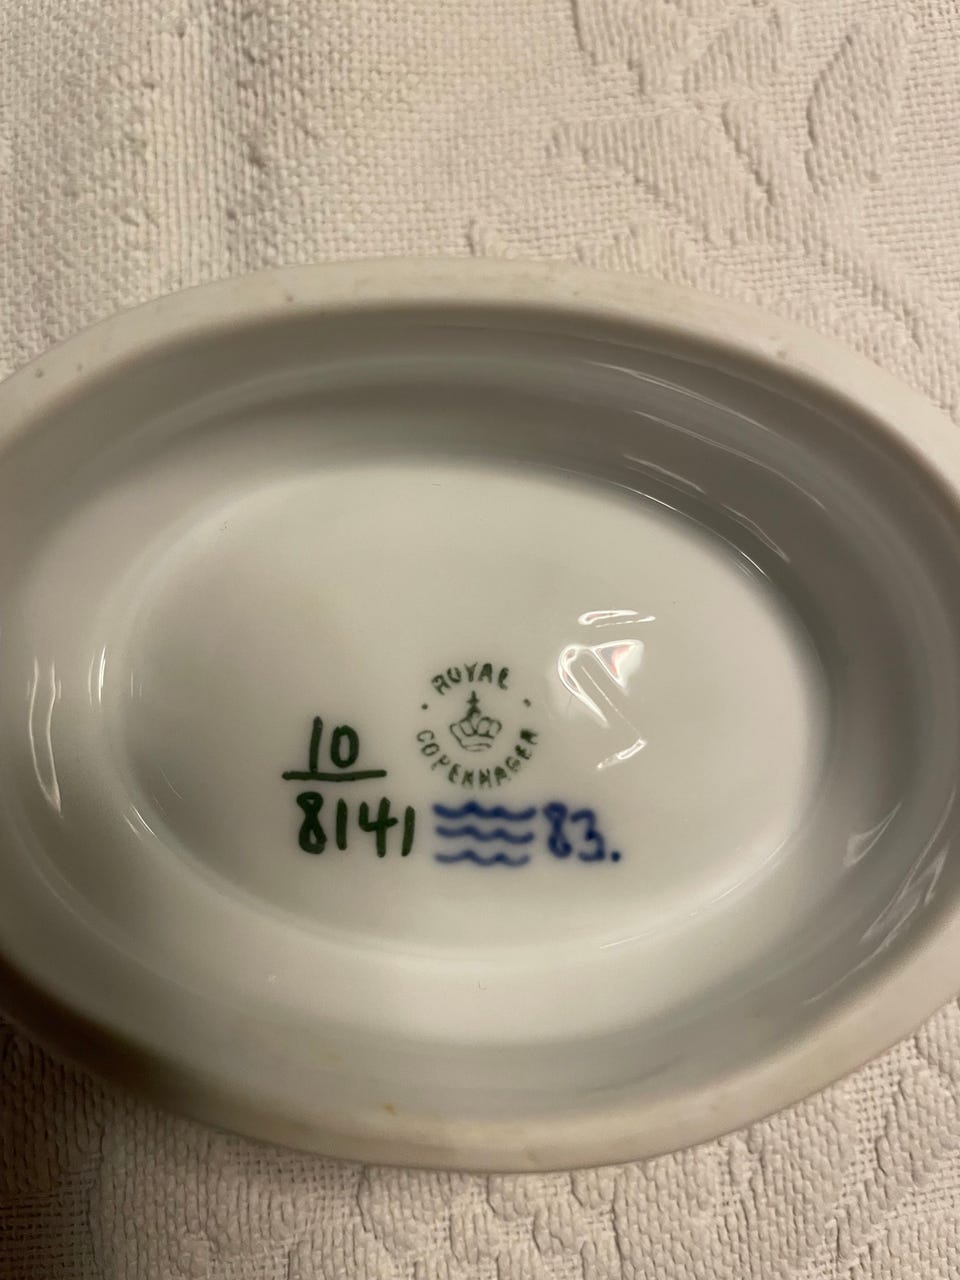 ROYAL
COPENHAGEN
10
8141
83.